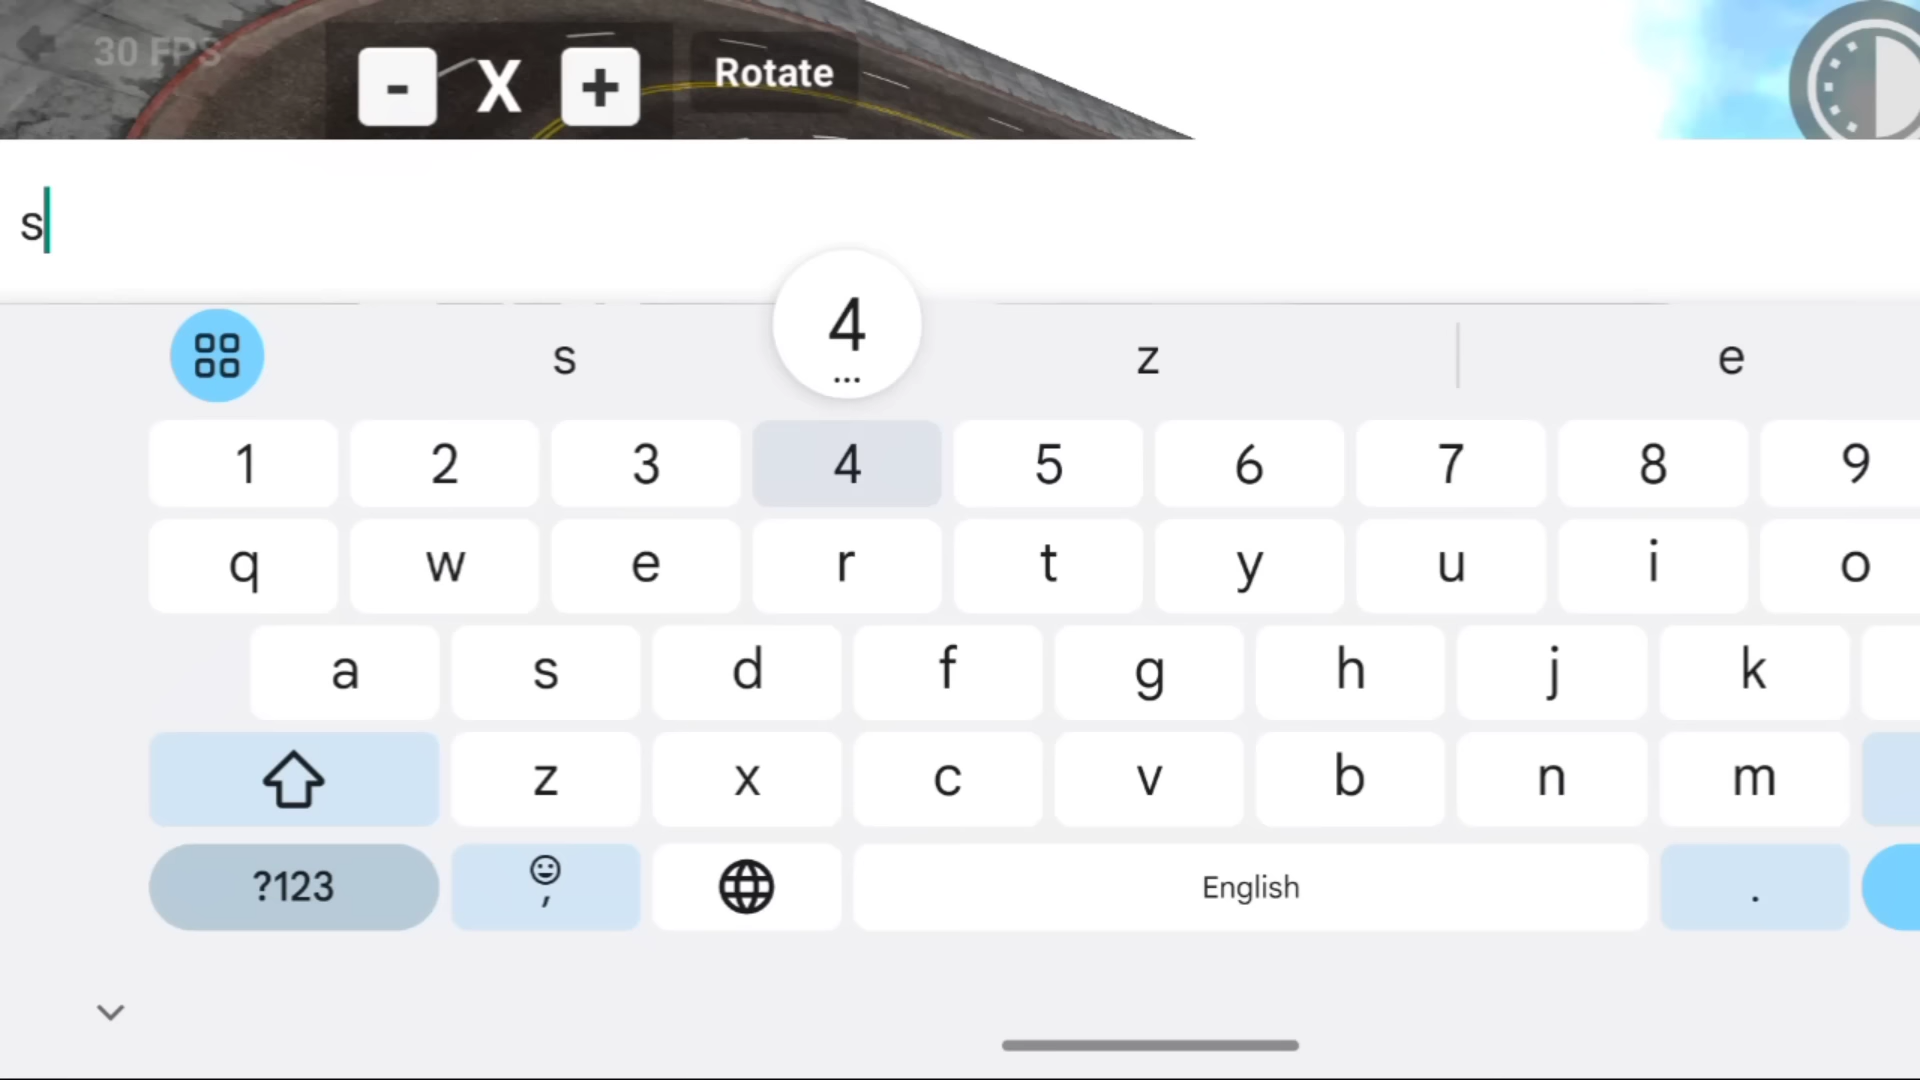 30 FPS
- X + Rotate
s
4
...
s z e
1 2 3 4 5 6 7 8 9
q w e r t y u i o
a s d f g h j k
z x c v b n m
?123 , English .